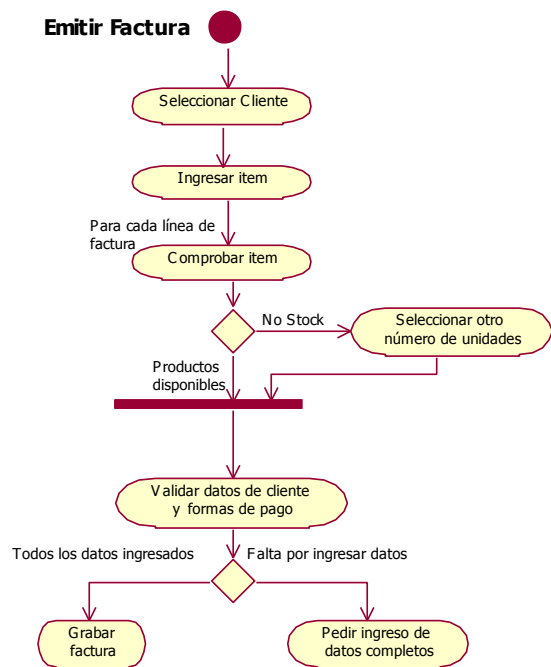 Emitir Factura
Seleccionar Cliente
Ingresar item
Para cada línea de
factura
Comprobar item
No Stock
Seleccionar otro
número de unidades
Productos
disponibles
Validar datos de cliente
y formas de pago
Todos los datos ingresados
Falta por ingresar datos
Grabar
factura
Pedir ingreso de
datos completos